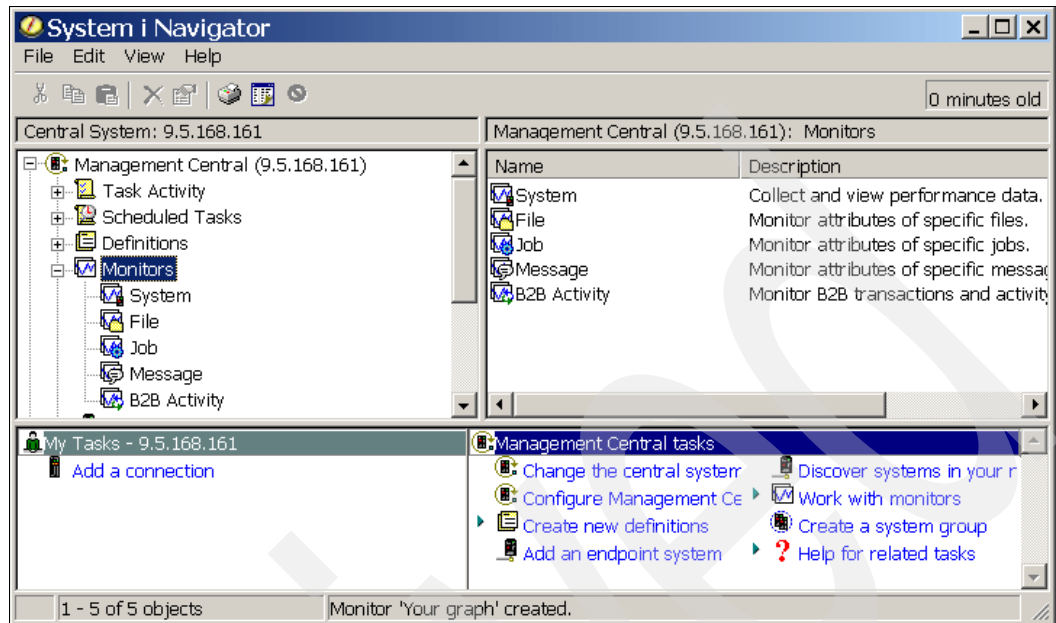 System i Navigator
File Edit View Help
0 minutes old
Central System: 9.5.168.161
Management Central (9.5.168.161): Monitors
Management Central (9.5.168.161)
Task Activity
Scheduled Tasks
Definitions
Monitors
System
File
Job
Message
B2B Activity
Name Description
System Collect and view performance data.
File Monitor attributes of specific files.
Job Monitor attributes of specific jobs.
Message Monitor attributes of specific messag
B2B Activity Monitor B2B transactions and activit
My Tasks - 9.5.168.161
Add a connection
Management Central tasks
Change the central system Discover systems in your n
Configure Management Ce Work with monitors
Create new definitions Create a system group
Add an endpoint system ? Help for related tasks
1 - 5 of 5 objects Monitor 'Your graph' created.